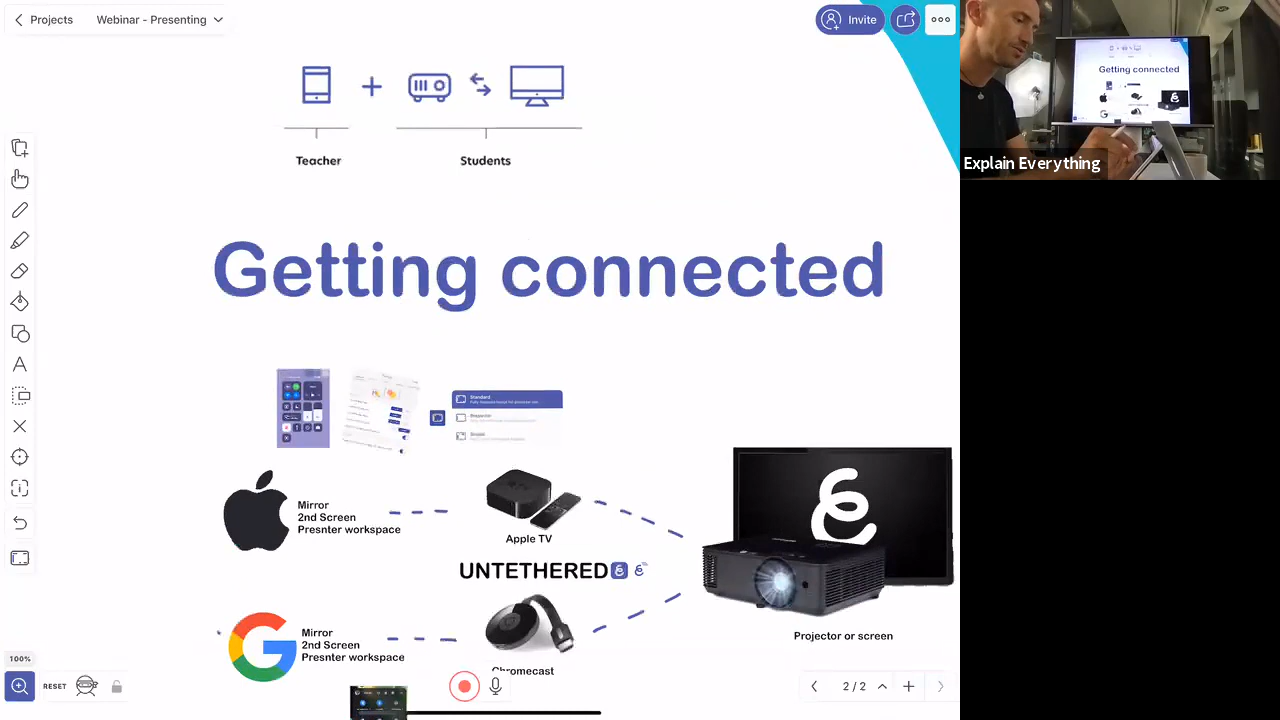 Projects
Webinar - Presenting
Invite
Explain Everything
Getting connected
Teacher
Students
Getting connected
Standard
Mirror
2nd Screen
Presnter workspace
Apple TV
UNTETHERED
Mirror
2nd Screen
Presnter workspace
Chromecast
Projector or screen
100%
RESET
2 / 2